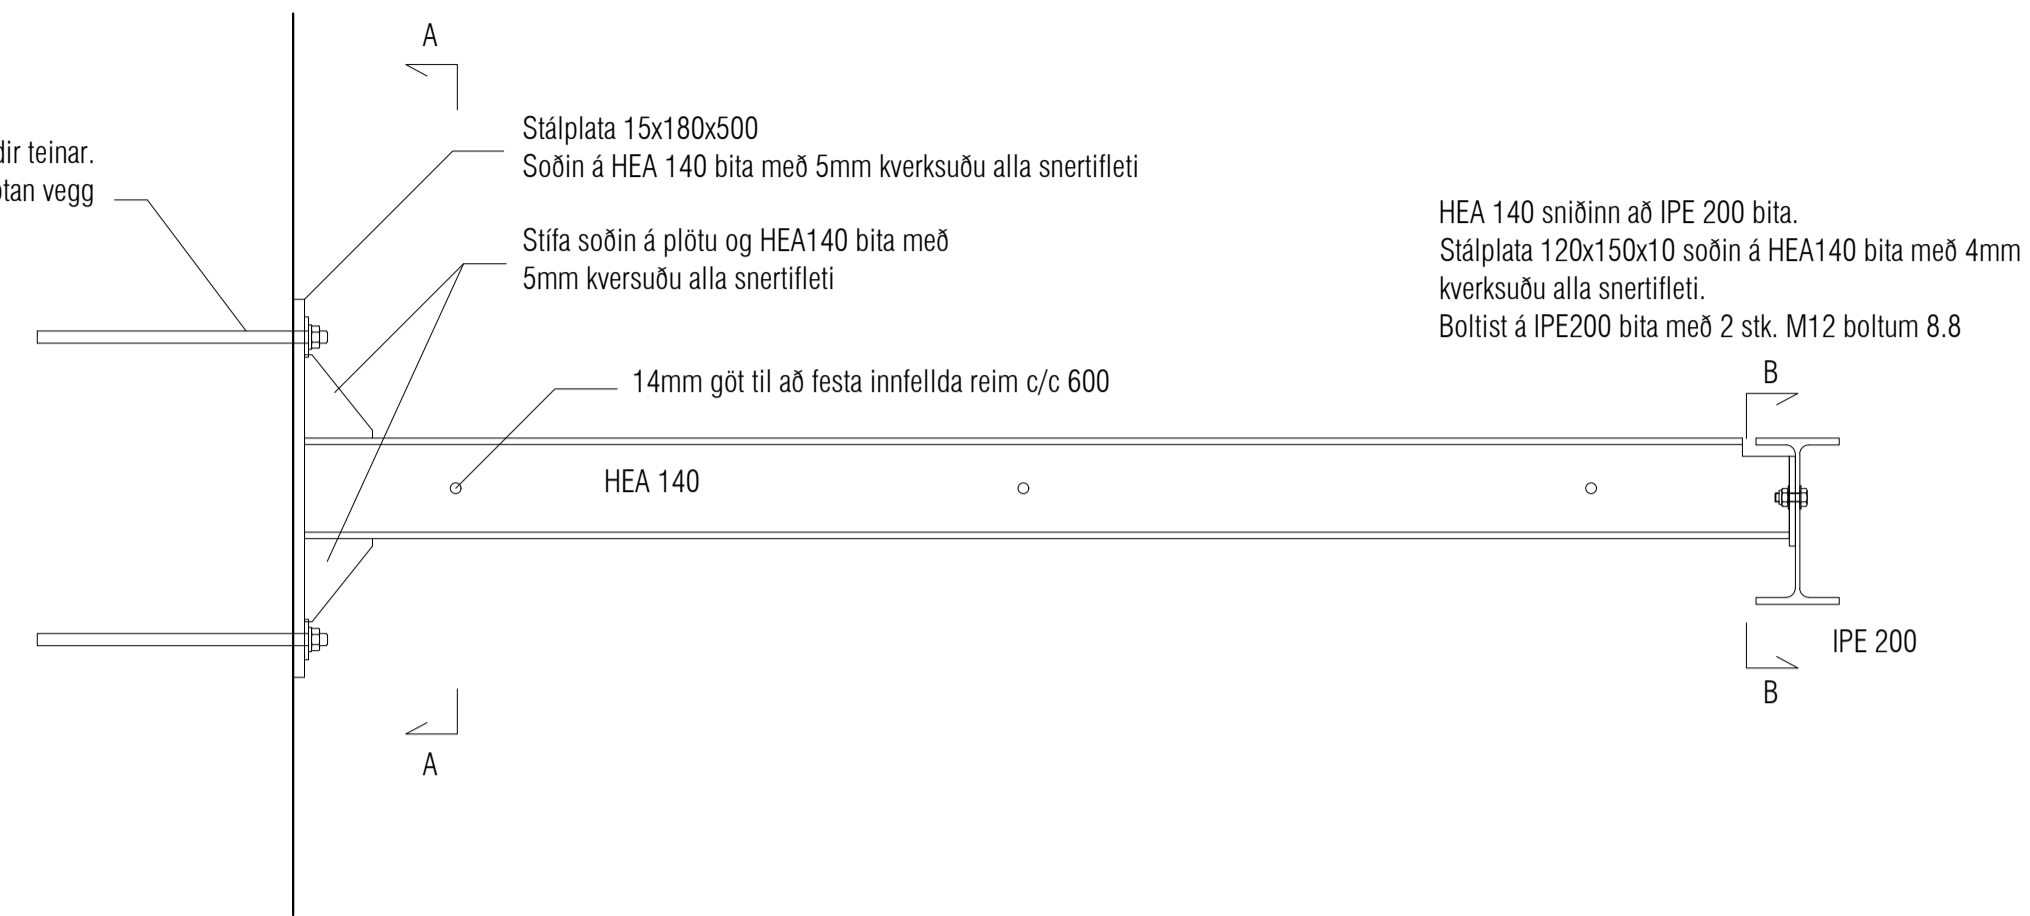 A
Stálplata 15x180x500
Soðin á HEA 140 bita með 5mm kverksuðu alla snertifleti
teinar.
vegg
Stífa soðin á plötu og HEA140 bita með
5mm kversuðu alla snertifleti
HEA 140 sniðinn að IPE 200 bita.
Stálplata 120x150x10 soðin á HEA140 bita með 4mm
kverksuðu alla snertifleti.
Boltist á IPE200 bita með 2 stk. M12 boltum 8.8
14mm göt til að festa innfellda reim c/c 600
B
HEA 140
IPE 200
B
A